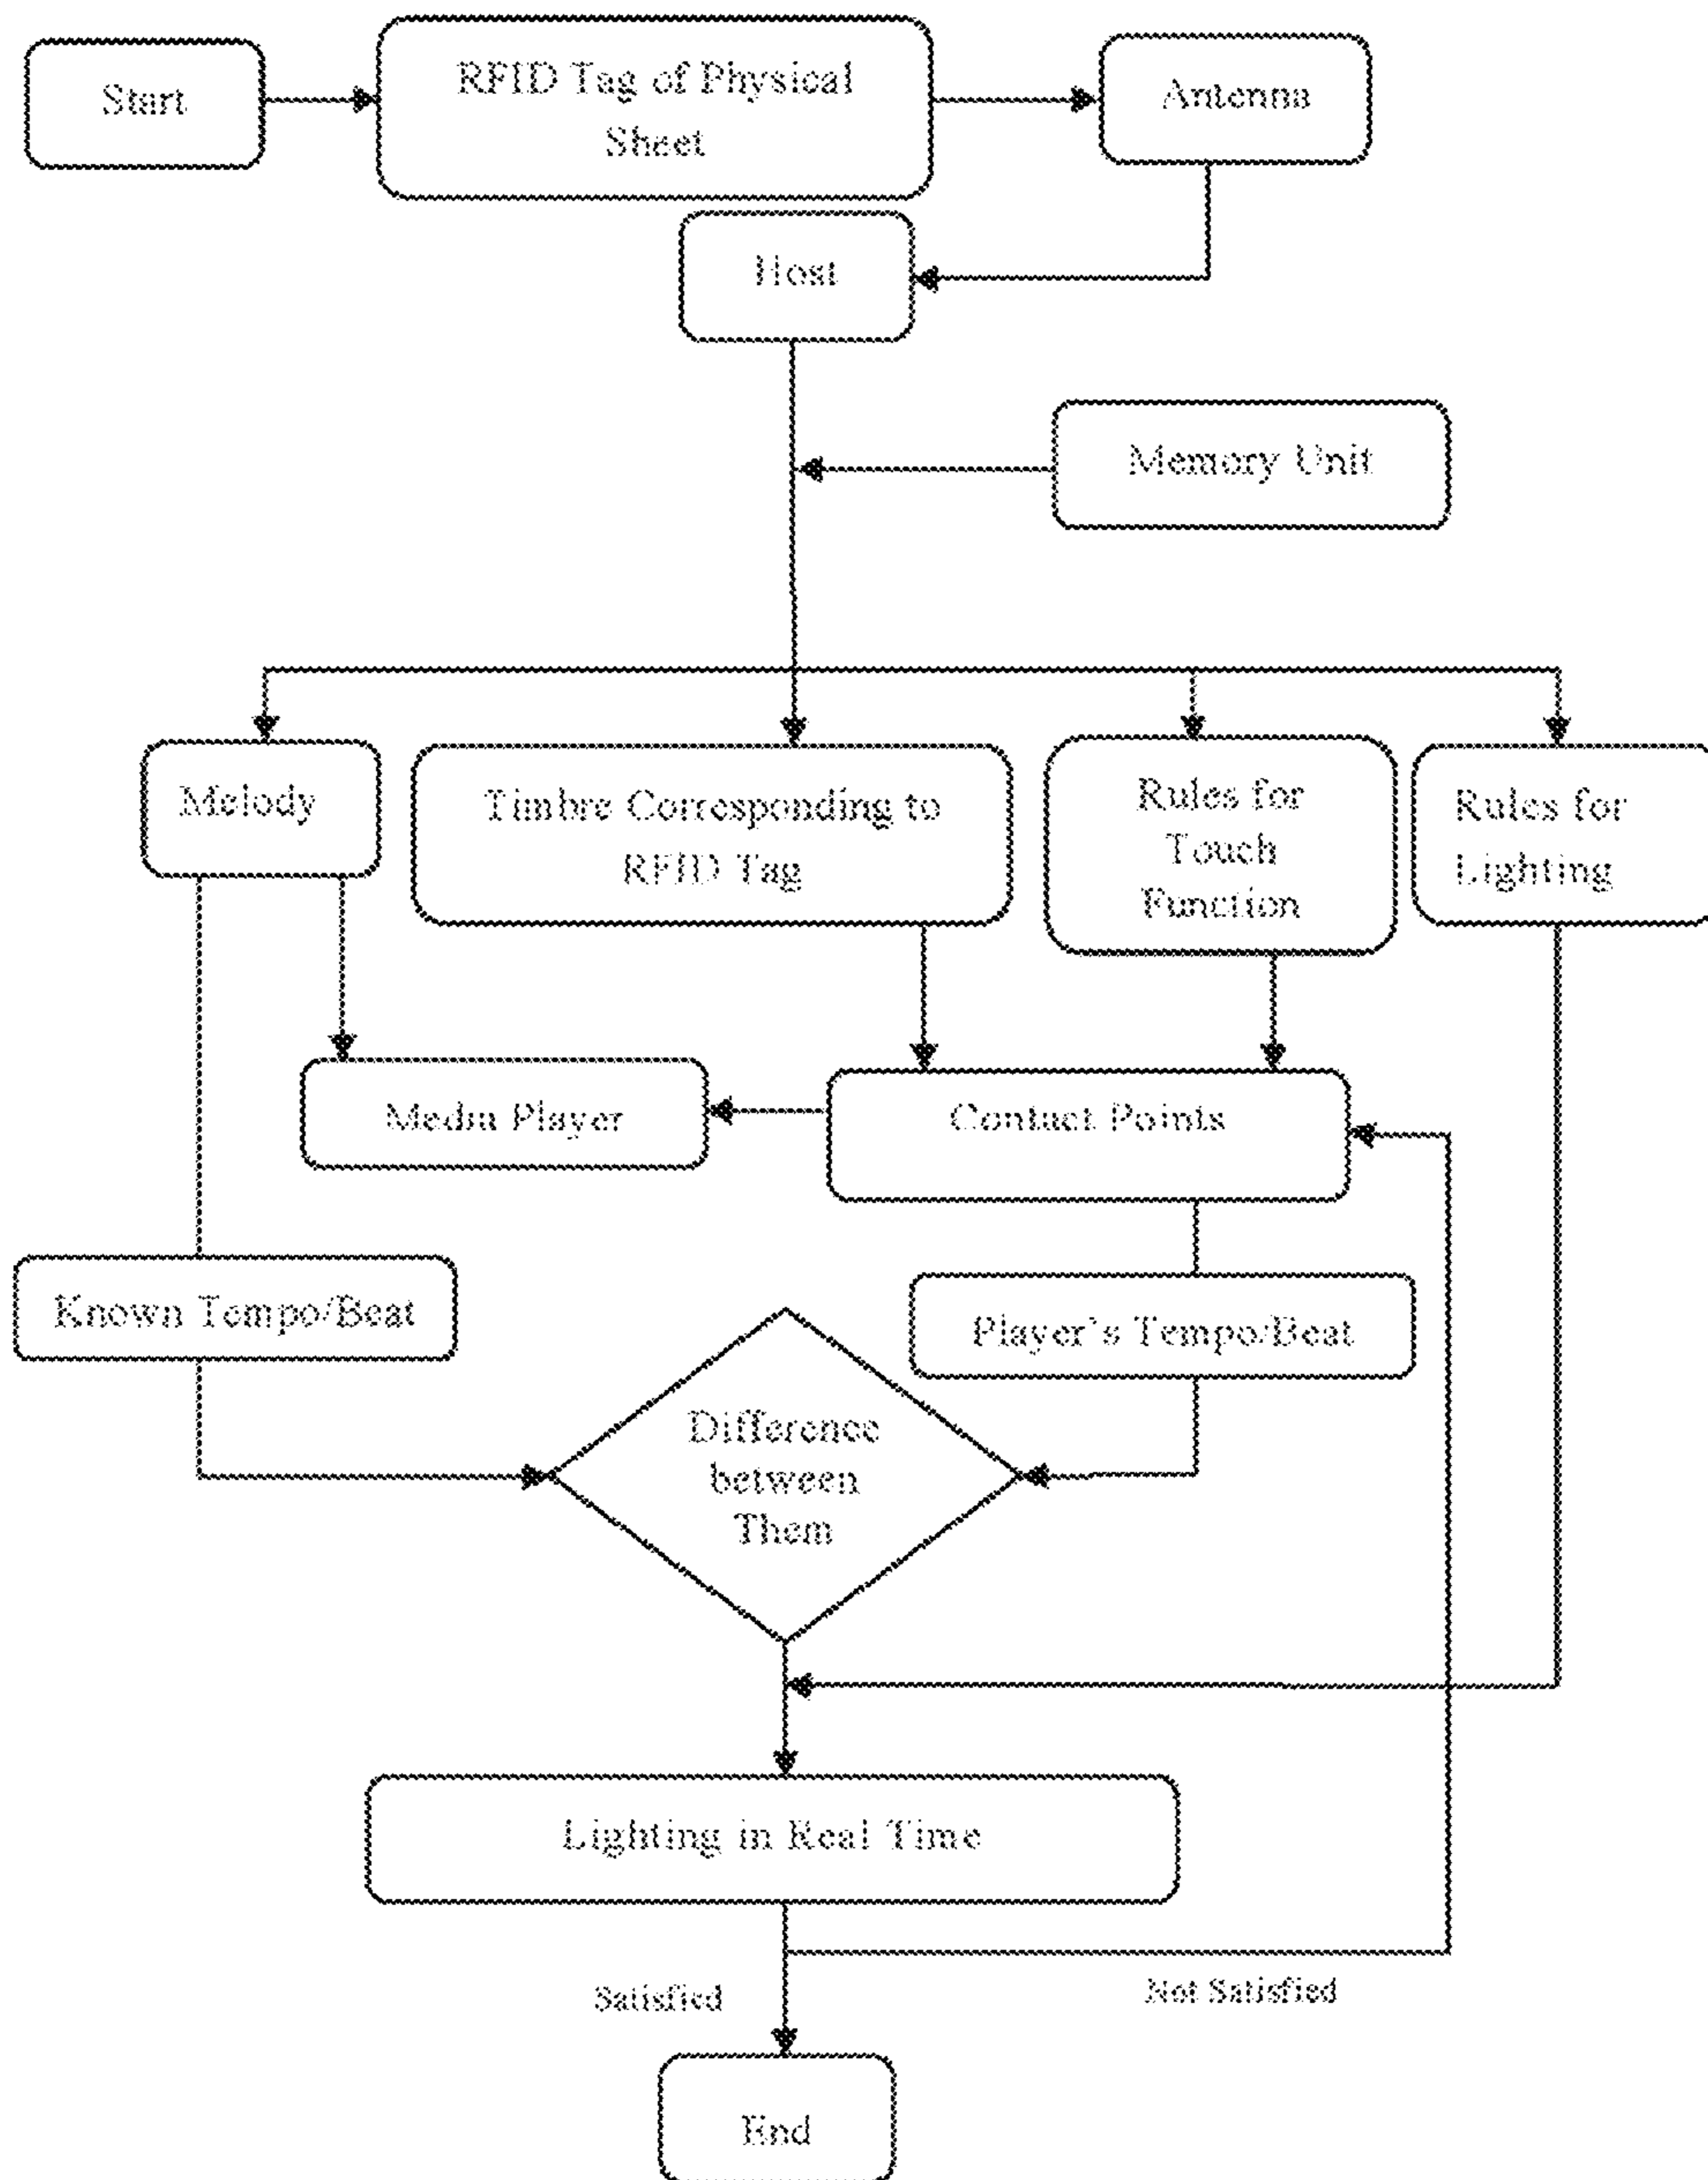 Start
RFID Tag of Physical
Sheet
Antenna
Host
Memory Unit
Melody
Timbre Corresponding to
RFID Tag
Rules for
Touch
Function
Rules for
Lighting
Media Player
Contact Points
Known Tempo/Beat
Player's Tempo/Beat
Difference
between
Them
Lighting in Real Time
Satisfied
Not Satisfied
End